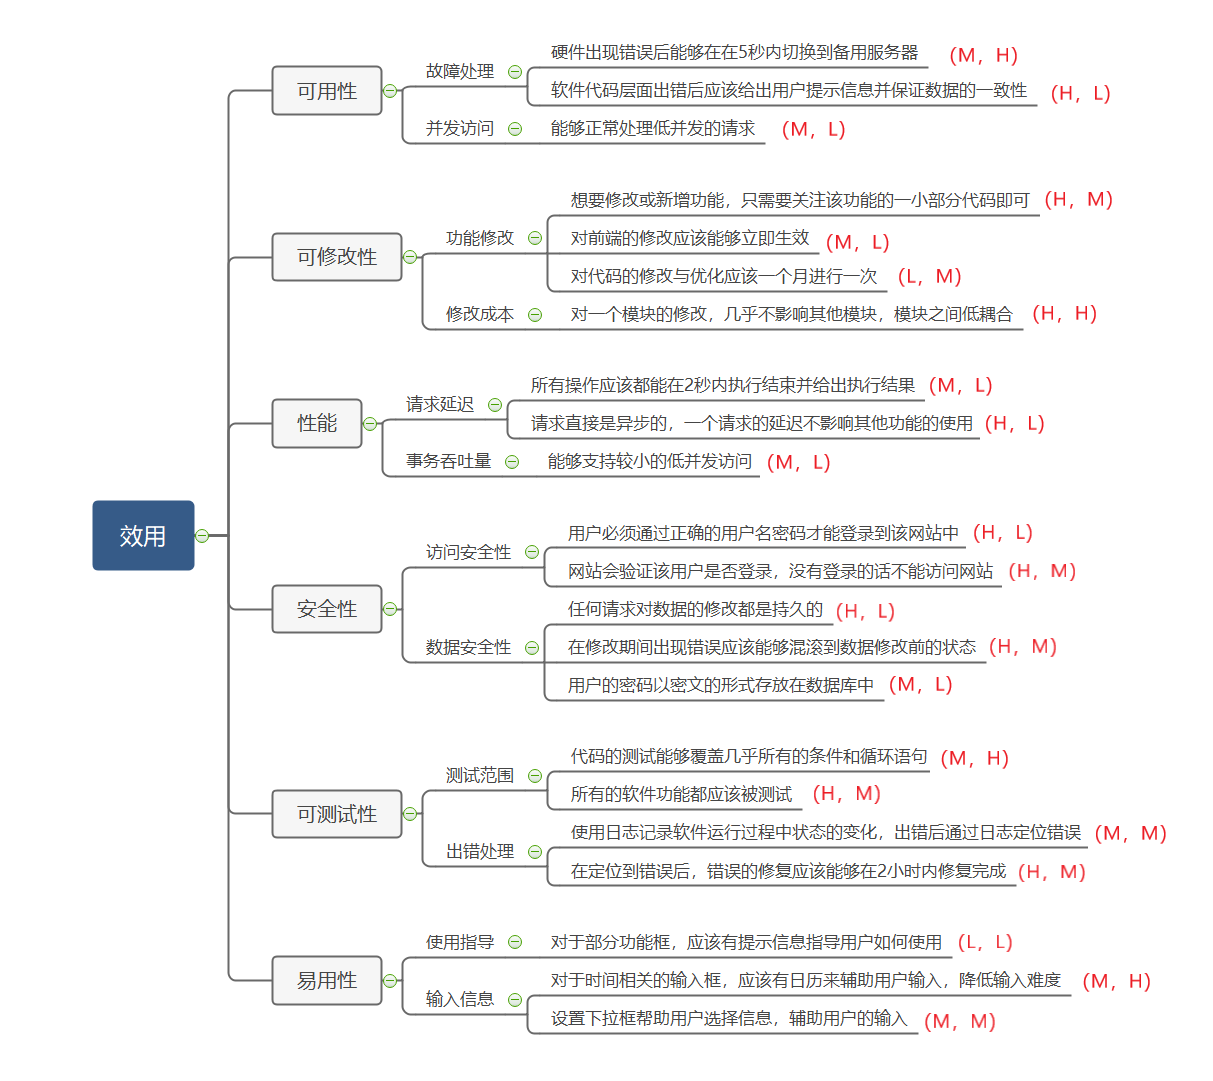 效用
可用性
故障处理
硬件出现错误后能够在在5秒内切换到备用服务器 (M, H)
软件代码层面出错后应该给出用户提示信息并保证数据的一致性 (H, L)
并发访问
能够正常处理低并发的请求 (M, L)
可修改性
功能修改
想要修改或新增功能，只需要关注该功能的一小部分代码即可 (H, M)
对前端的修改应该能够立即生效 (M, L)
对代码的修改与优化应该一个月进行一次 (L, M)
修改成本
对一个模块的修改，几乎不影响其他模块，模块之间低耦合 (H, H)
性能
请求延迟
所有操作应该都能在2秒内执行结束并给出执行结果 (M, L)
请求直接是异步的，一个请求的延迟不影响其他功能的使用 (H, L)
事务吞吐量
能够支持较小的低并发访问 (M, L)
安全性
访问安全性
用户必须通过正确的用户名密码才能登录到该网站中 (H, L)
网站会验证该用户是否登录，没有登录的话不能访问网站 (H, M)
数据安全性
任何请求对数据的修改都是持久的 (H, L)
在修改期间出现错误应该能够混滚到数据修改前的状态 (H, M)
用户的密码以密文的形式存放在数据库中 (M, L)
可测试性
测试范围
代码的测试能够覆盖几乎所有的条件和循环语句 (M, H)
所有的软件功能都应该被测试 (H, M)
出错处理
使用日志记录软件运行过程中状态的变化，出错后通过日志定位错误 (M, M)
在定位到错误后，错误的修复应该能够在2小时内修复完成 (H, M)
易用性
使用指导
对于部分功能框，应该有提示信息指导用户如何使用 (L, L)
输入信息
对于时间相关的输入框，应该有日历来辅助用户输入，降低输入难度 (M, H)
设置下拉框帮助用户选择信息，辅助用户的输入 (M, M)